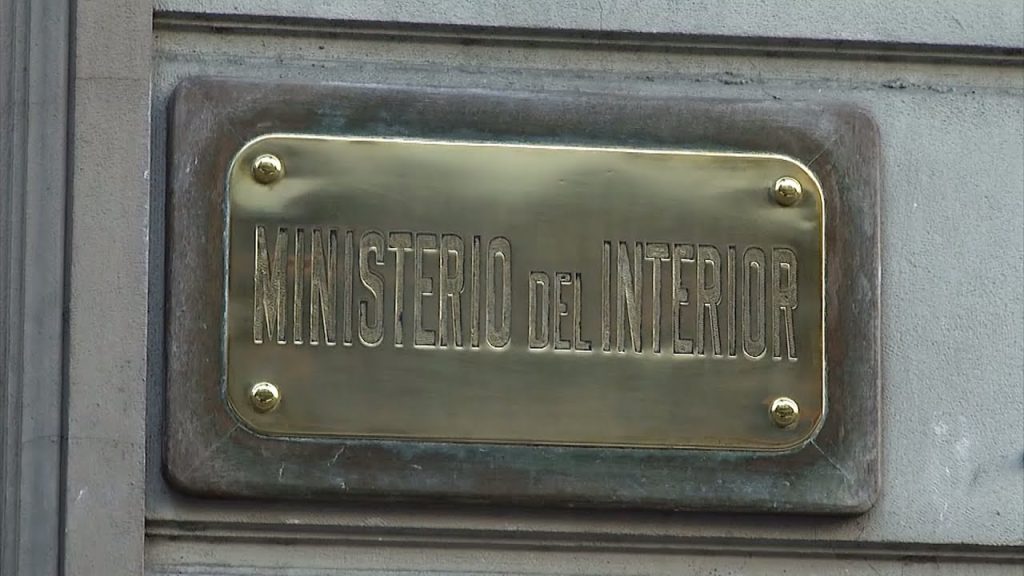 MINISTERIO DEL INTERIOR